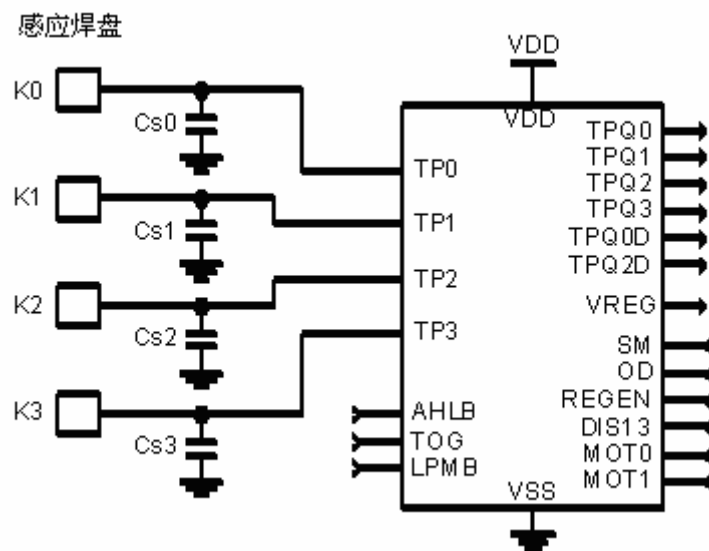 感应焊盘
K0
Cs0
K1
Cs1
K2
Cs2
K3
Cs3
VDD
VDD
TP0
TP1
TP2
TP3
AHLB
TOG
LPMB
TPQ0
TPQ1
TPQ2
TPQ3
TPQ0D
TPQ2D
VREG
SM
OD
REGEN
DIS13
MOT0
MOT1
VSS